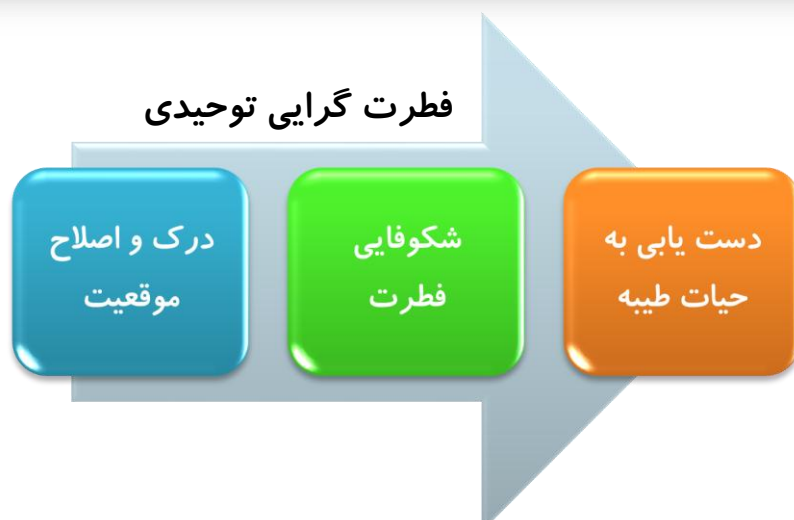 فطرت گرایی توحیدی
درک و اصلاح
موقعیت
شکوفایی
فطرت
دست یابی به
حیات طیبه